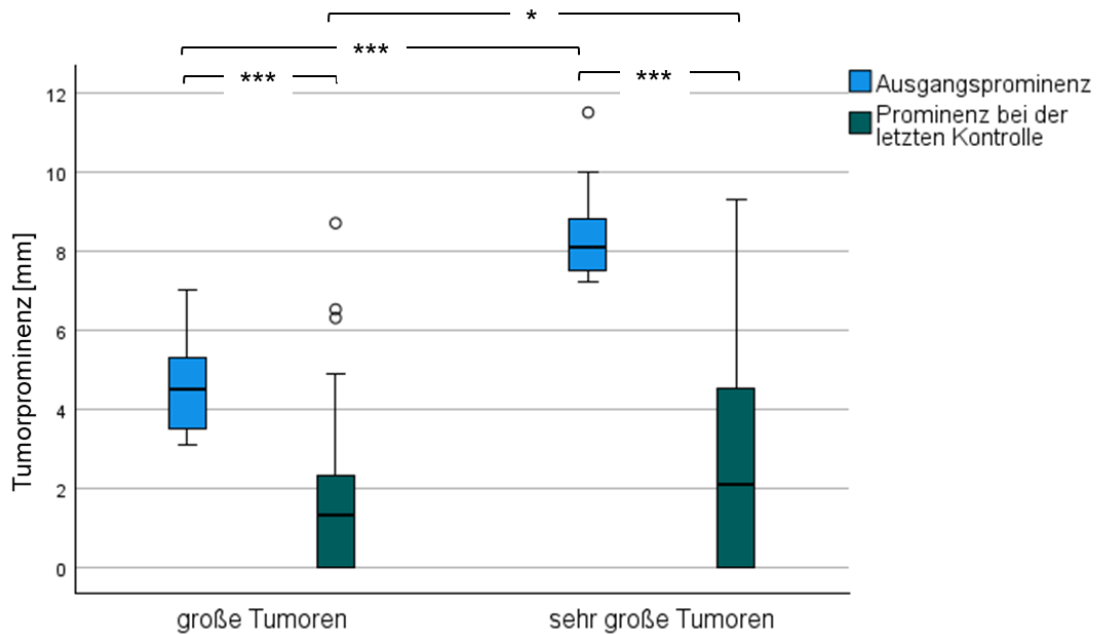 *
***
***
***
Ausgangsprominenz
Prominenz bei der
letzten Kontrolle
Tumorprominenz [mm]
12
10
8
6
4
2
0
große Tumoren
sehr große Tumoren